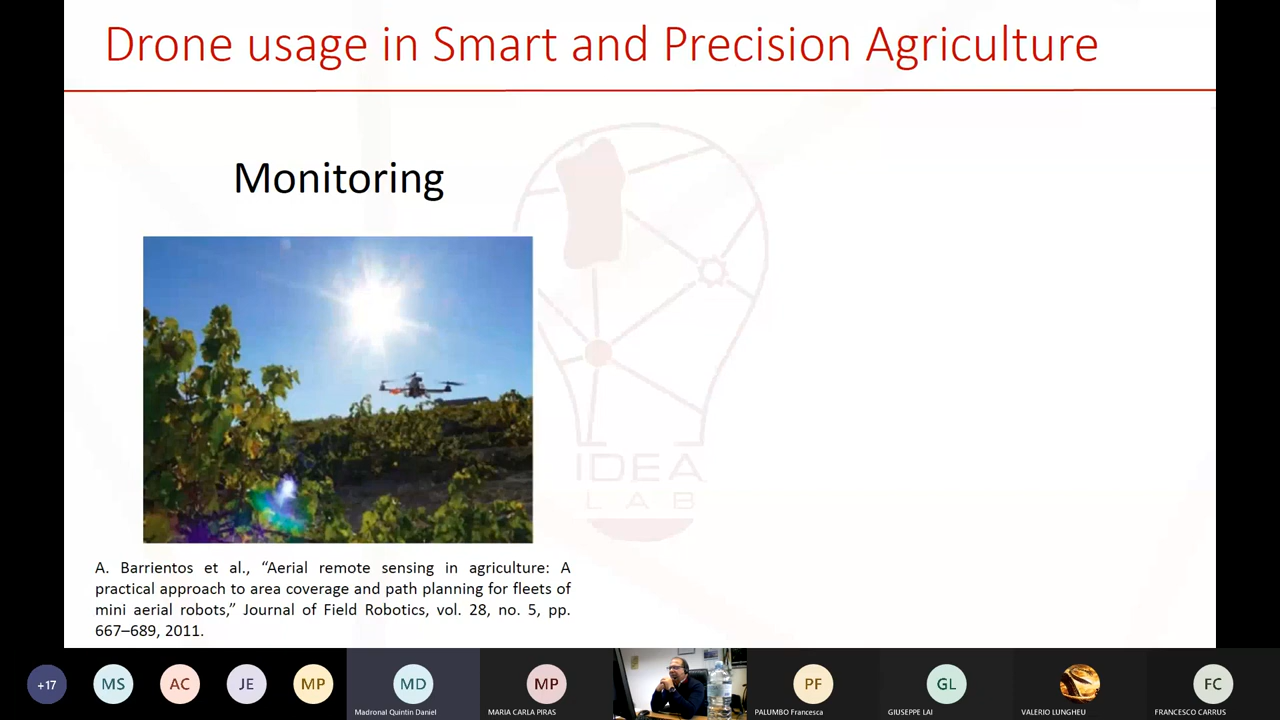 Drone usage in Smart and Precision Agriculture
Monitoring
IDEA
LAB
A. Barrientos et al., “Aerial remote sensing in agriculture: A
practical approach to area coverage and path planning for fleets of
mini aerial robots,” Journal of Field Robotics, vol. 28, no. 5, pp.
667–689, 2011.
+17
MS
AC
JE
MP
MD
Madronal Quintin Daniel
MP
MARIA CARLA PIRAS
PF
PALUMBO Francesca
GL
GIUSEPPE LAI
VALERIO LUNGHEU
FC
FRANCESCO CARRUS